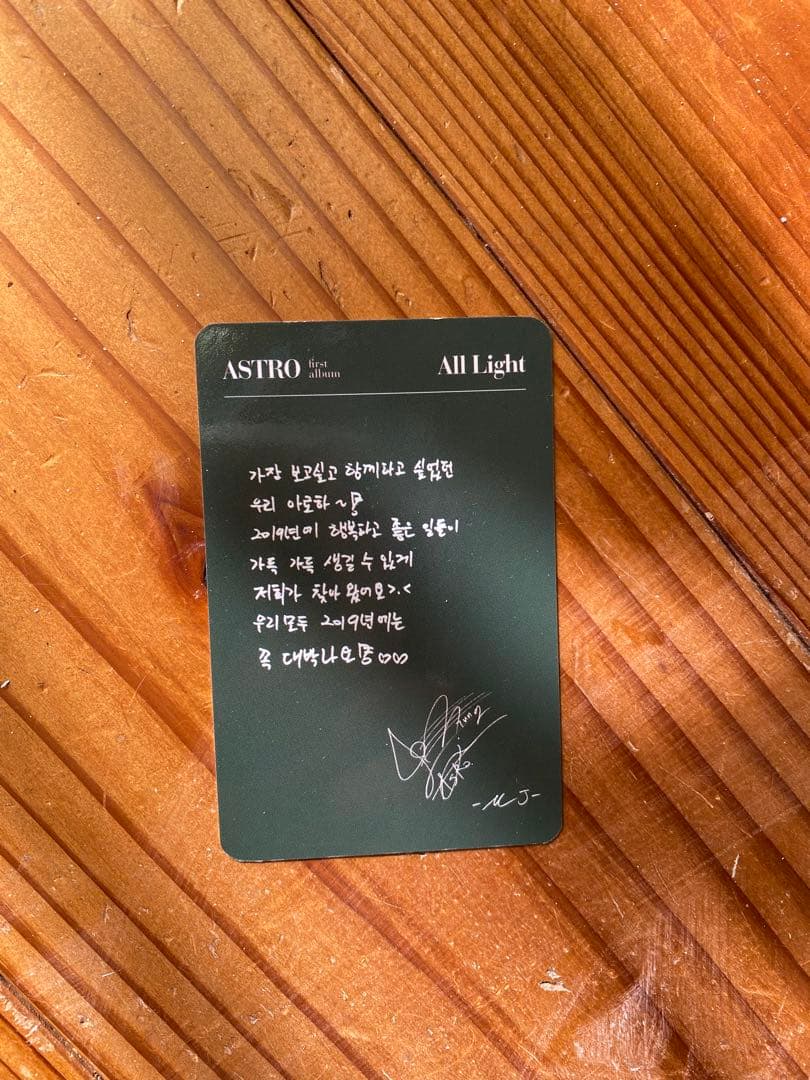 ASTRO first album All Light
가장 보고싶고 함께하고 싶었던
우리 아로하~!
2019년에 행복하고 좋은 일들이
가득 가득 생길 수 있게
저희가 찾아 왔어요>.<
우리모두 2019년에는
꼭 대박나요 ♡♡
-MJ-